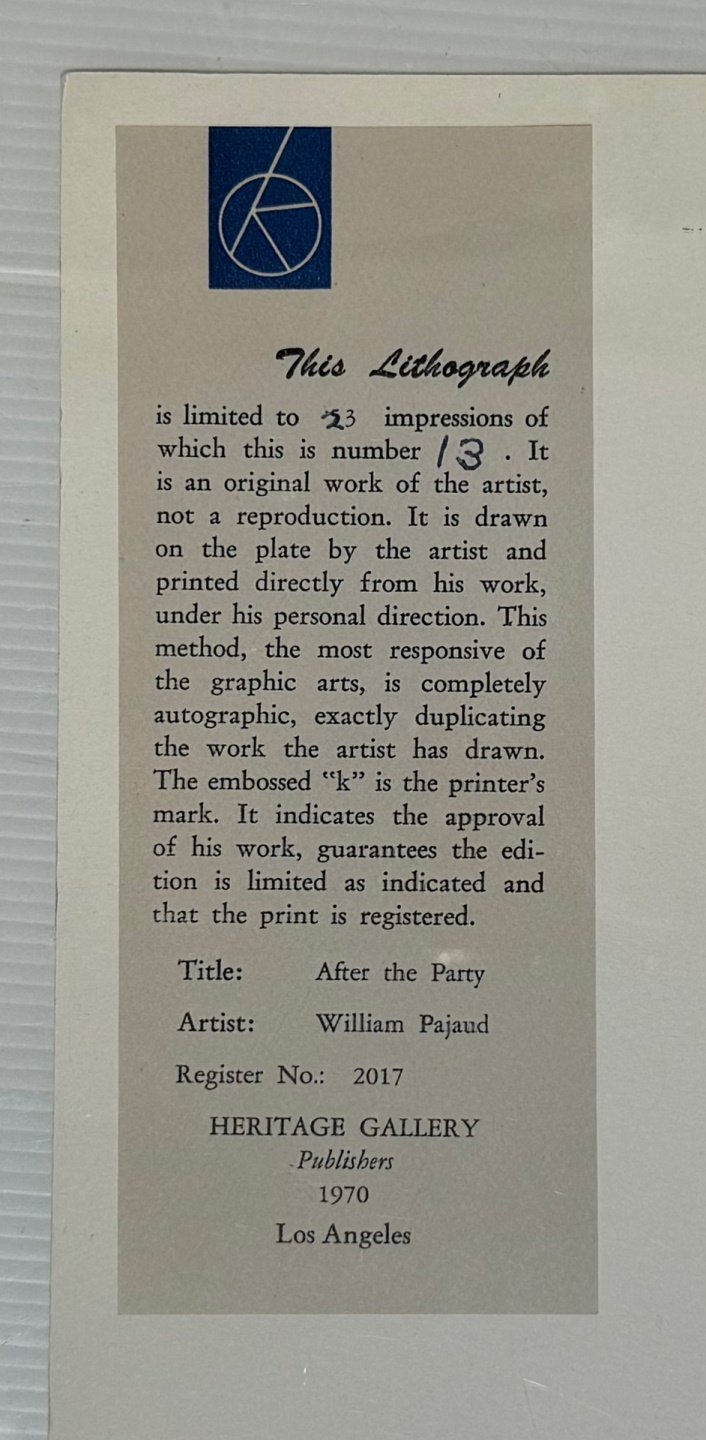 This Lithograph
is limited to 3 impressions of
which this is number 13 . It
is an original work of the artist,
not a reproduction. It is drawn
on the plate by the artist and
printed directly from his work,
under his personal direction. This
method, the most responsive of
the graphic arts, is completely
autographic, exactly duplicating
the work the artist has drawn.
The embossed “k” is the printer’s
mark. It indicates the approval
of his work, guarantees the edi-
tion is limited as indicated and
that the print is registered.
Title: After the Party
Artist: William Pajaud
Register No.: 2017
HERITAGE GALLERY
Publishers
1970
Los Angeles